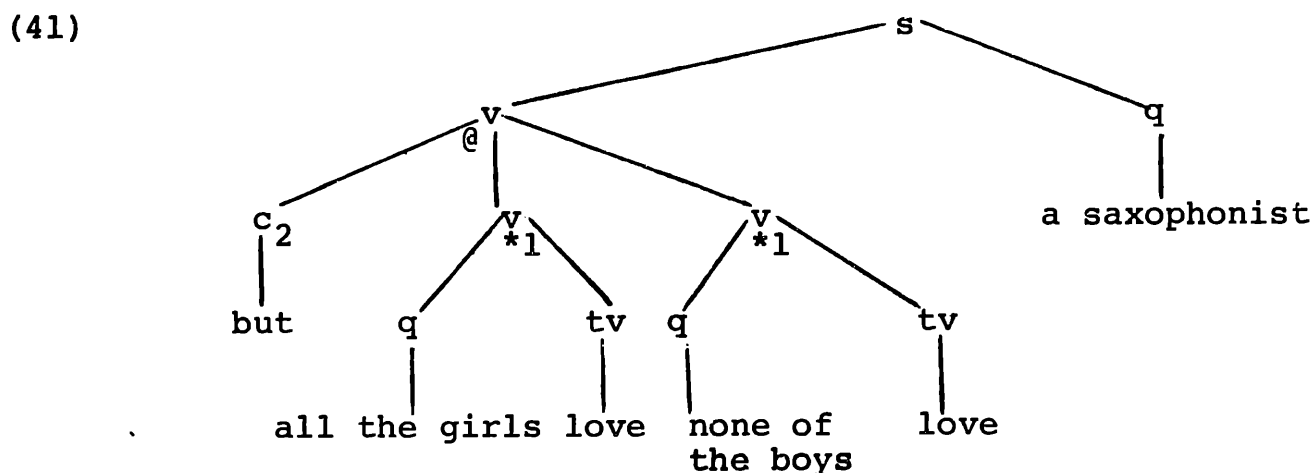 (41) s
v q
@
c2 v v a saxophonist
*1 *1
but q tv q tv
all the girls love none of love
the boys